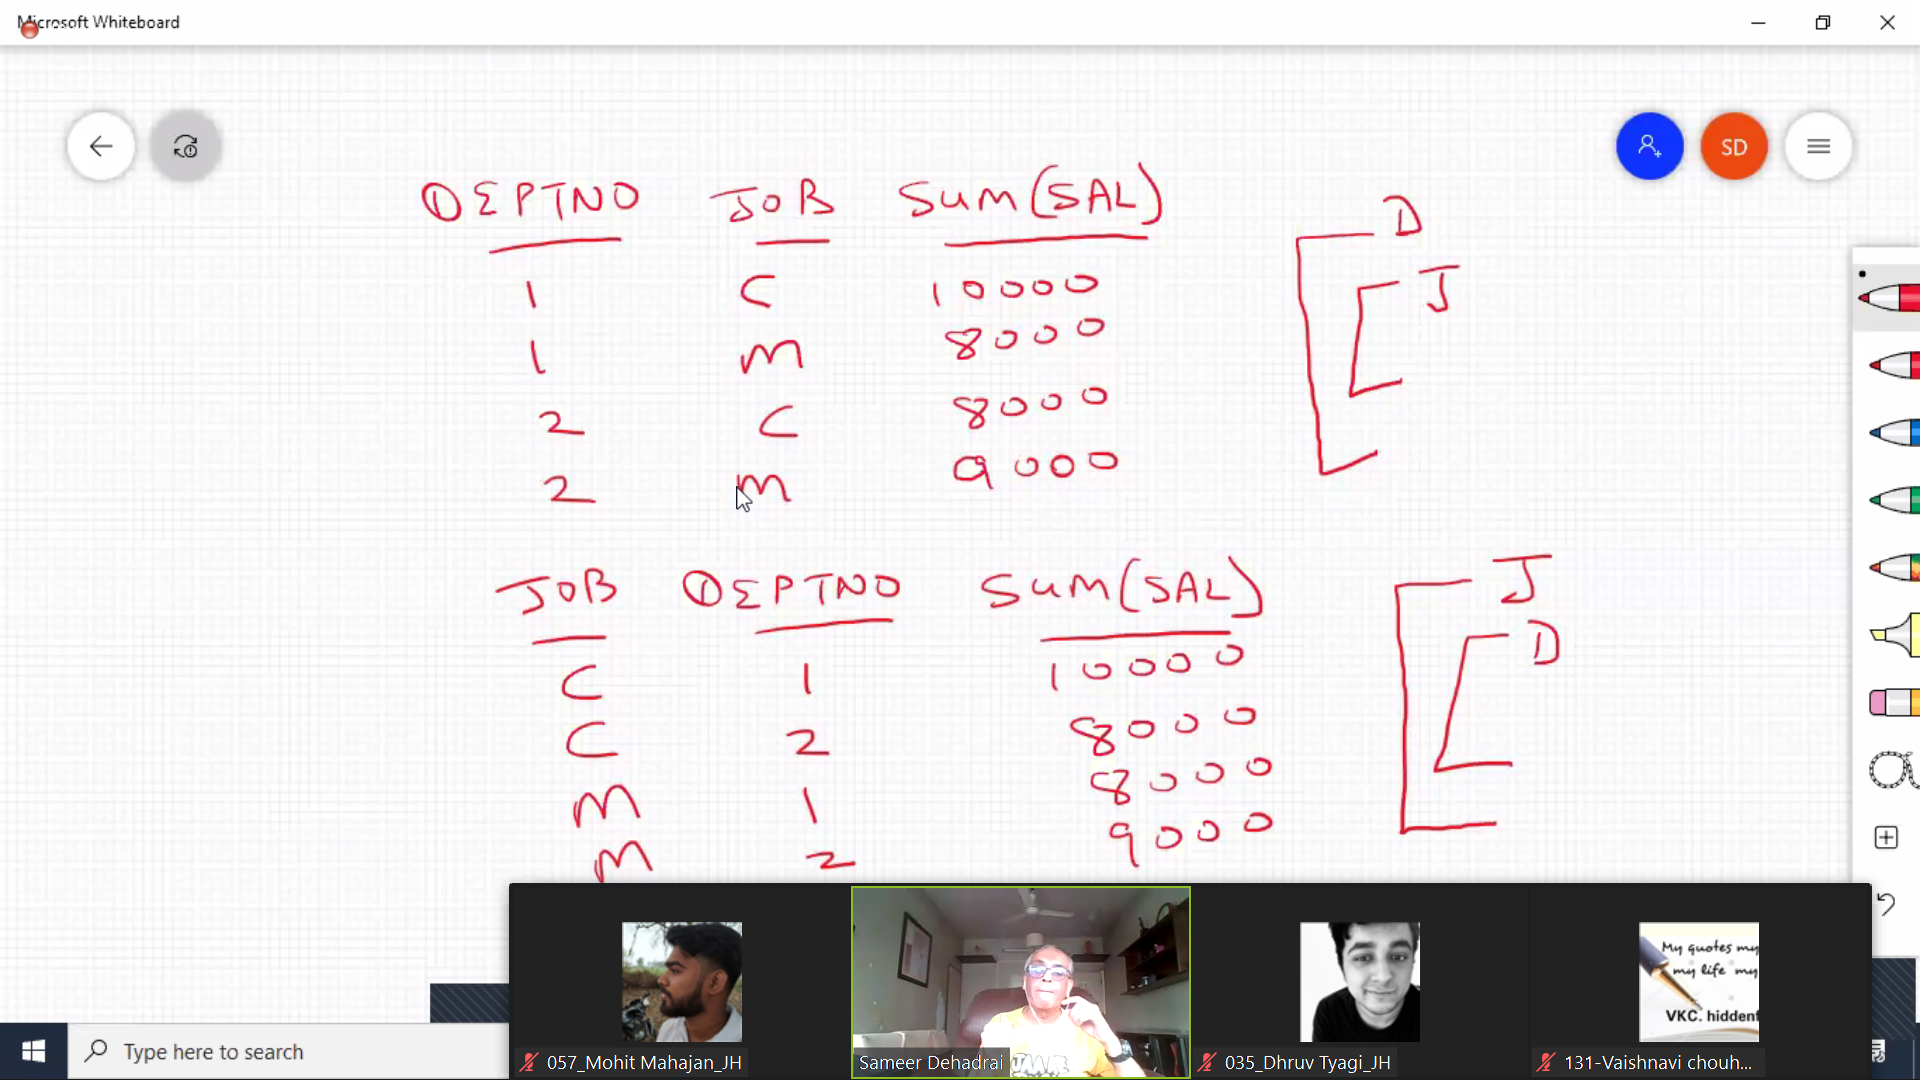 Microsoft Whiteboard
SD
DEPTNO JOB SUM(SAL)
1 C 10000
1 M 8000
2 C 8000
2 M 9000
D
J
JOB DEPTNO SUM(SAL)
C 1 10000
C 2 8000
M 1 8000
M 2 9000
J
D
My quotes my
my life my
VKC. hidden
Type here to search
057_Mohit Mahajan_JH
Sameer Dehadrai
035_Dhruv Tyagi_JH
131-Vaishnavi chouh...